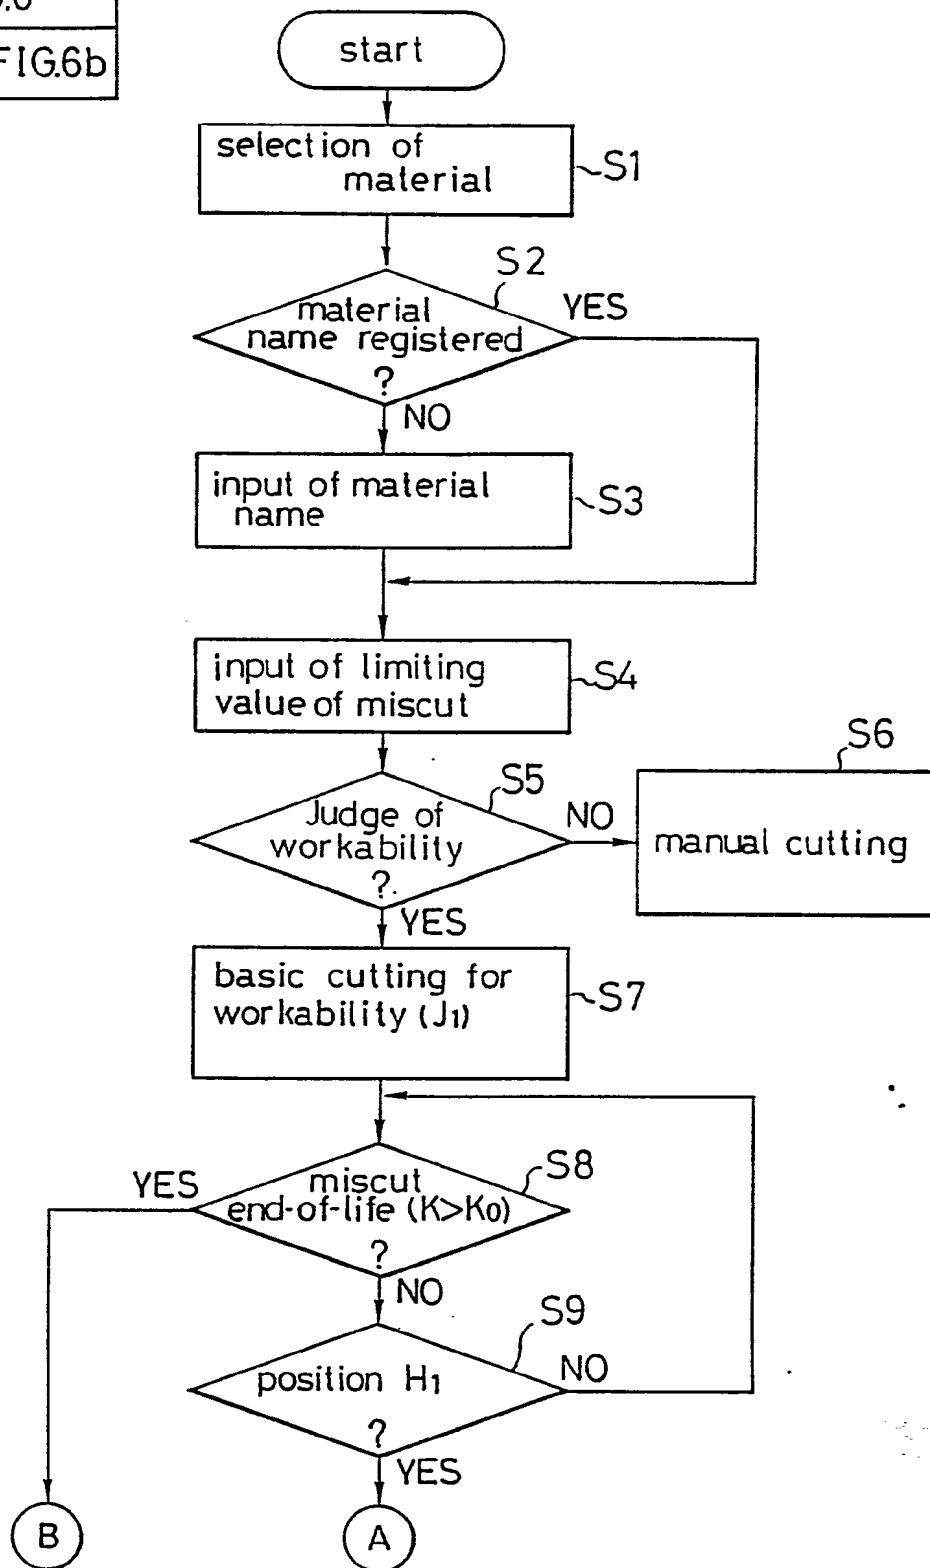 FIG.6b
start
selection of
material
S1
S2
material
name registered
?
YES
NO
input of material
name
S3
input of limiting
value of miscut
S4
S5
Judge of
workability
?
NO
YES
S6
manual cutting
basic cutting for
workability (J1)
S7
S8
miscut
end-of-life (K>K0)
?
YES
NO
S9
position H1
?
NO
YES
B
A